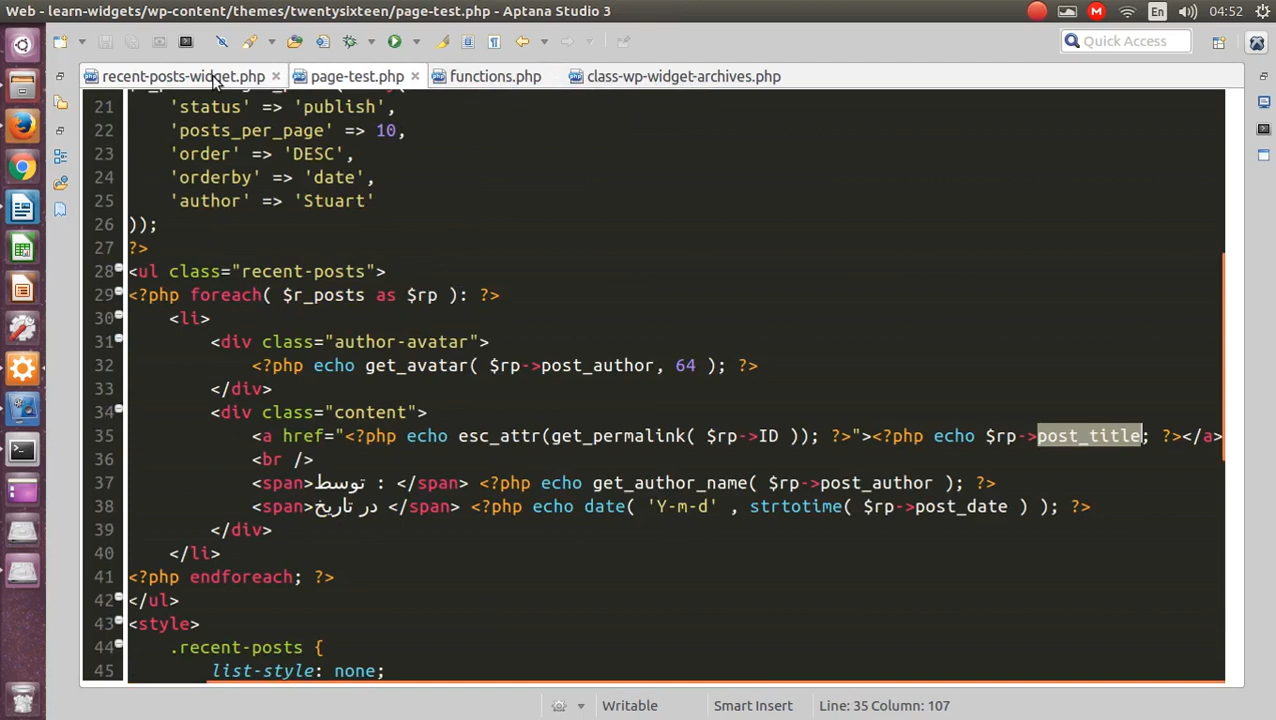 Web - learn-widgets/wp-content/themes/twentysixteen/page-test.php - Aptana Studio 3
En 04:52
Quick Access
recent-posts-widget.php page-test.php functions.php class-wp-widget-archives.php
21 'status' => 'publish',
22 'posts_per_page' => 10,
23 'order' => 'DESC',
24 'orderby' => 'date',
25 'author' => 'Stuart'
26 ));
27 ?>
28 <ul class="recent-posts">
29 <?php foreach( $r_posts as $rp ): ?>
30 <li>
31 <div class="author-avatar">
32 <?php echo get_avatar( $rp->post_author, 64 ); ?>
33 </div>
34 <div class="content">
35 <a href="<?php echo esc_attr(get_permalink( $rp->ID )); ?>"><?php echo $rp->post_title; ?></a>
36 <br />
37 <span>توسط : </span> <?php echo get_author_name( $rp->post_author ); ?>
38 <span>در تاریخ </span> <?php echo date( 'Y-m-d' , strtotime( $rp->post_date ) ); ?>
39 </div>
40 </li>
41 <?php endforeach; ?>
42 </ul>
43 <style>
44 .recent-posts {
45 list-style: none;
Writable Smart Insert Line: 35 Column: 107